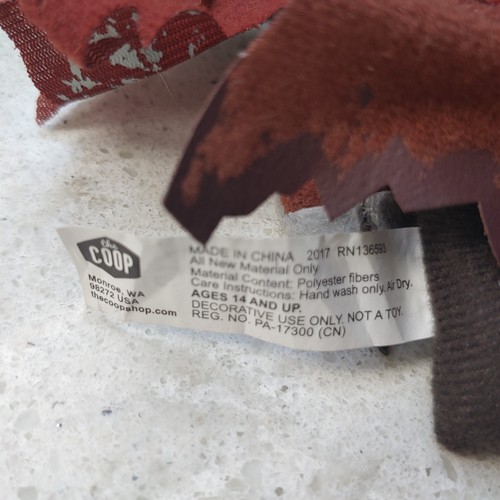 the
COOP
Monroe, WA
98272 USA
thecoopshop.com
MADE IN CHINA 2017 RN136593
All New Material Only
Material Content: Polyester fibers
Care Instructions: Hand wash only. Air Dry.
AGES 14 AND UP.
DECORATIVE USE ONLY. NOT A TOY.
REG. NO. PA-17300 (CN)